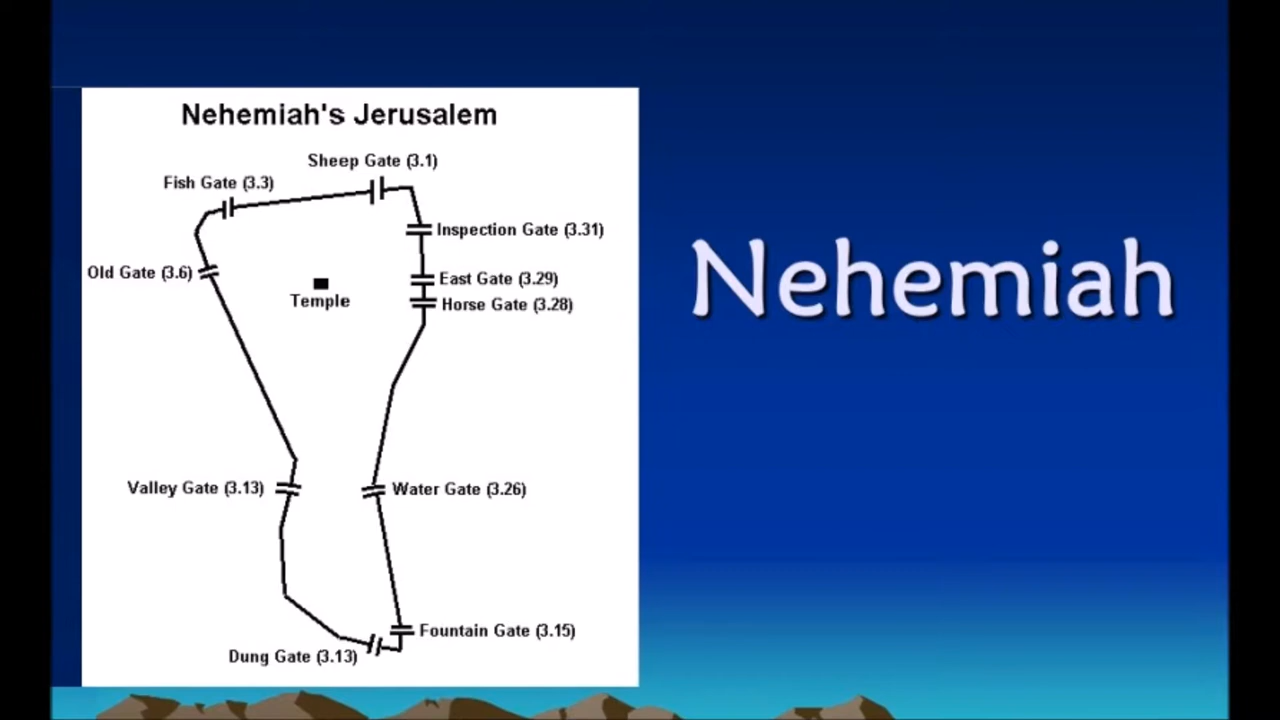 Nehemiah's Jerusalem
Sheep Gate (3.1)
Fish Gate (3.3)
Inspection Gate (3.31)
Old Gate (3.6)
East Gate (3.29)
Temple
Horse Gate (3.28)
Valley Gate (3.13)
Water Gate (3.26)
Fountain Gate (3.15)
Dung Gate (3.13)
Nehemiah